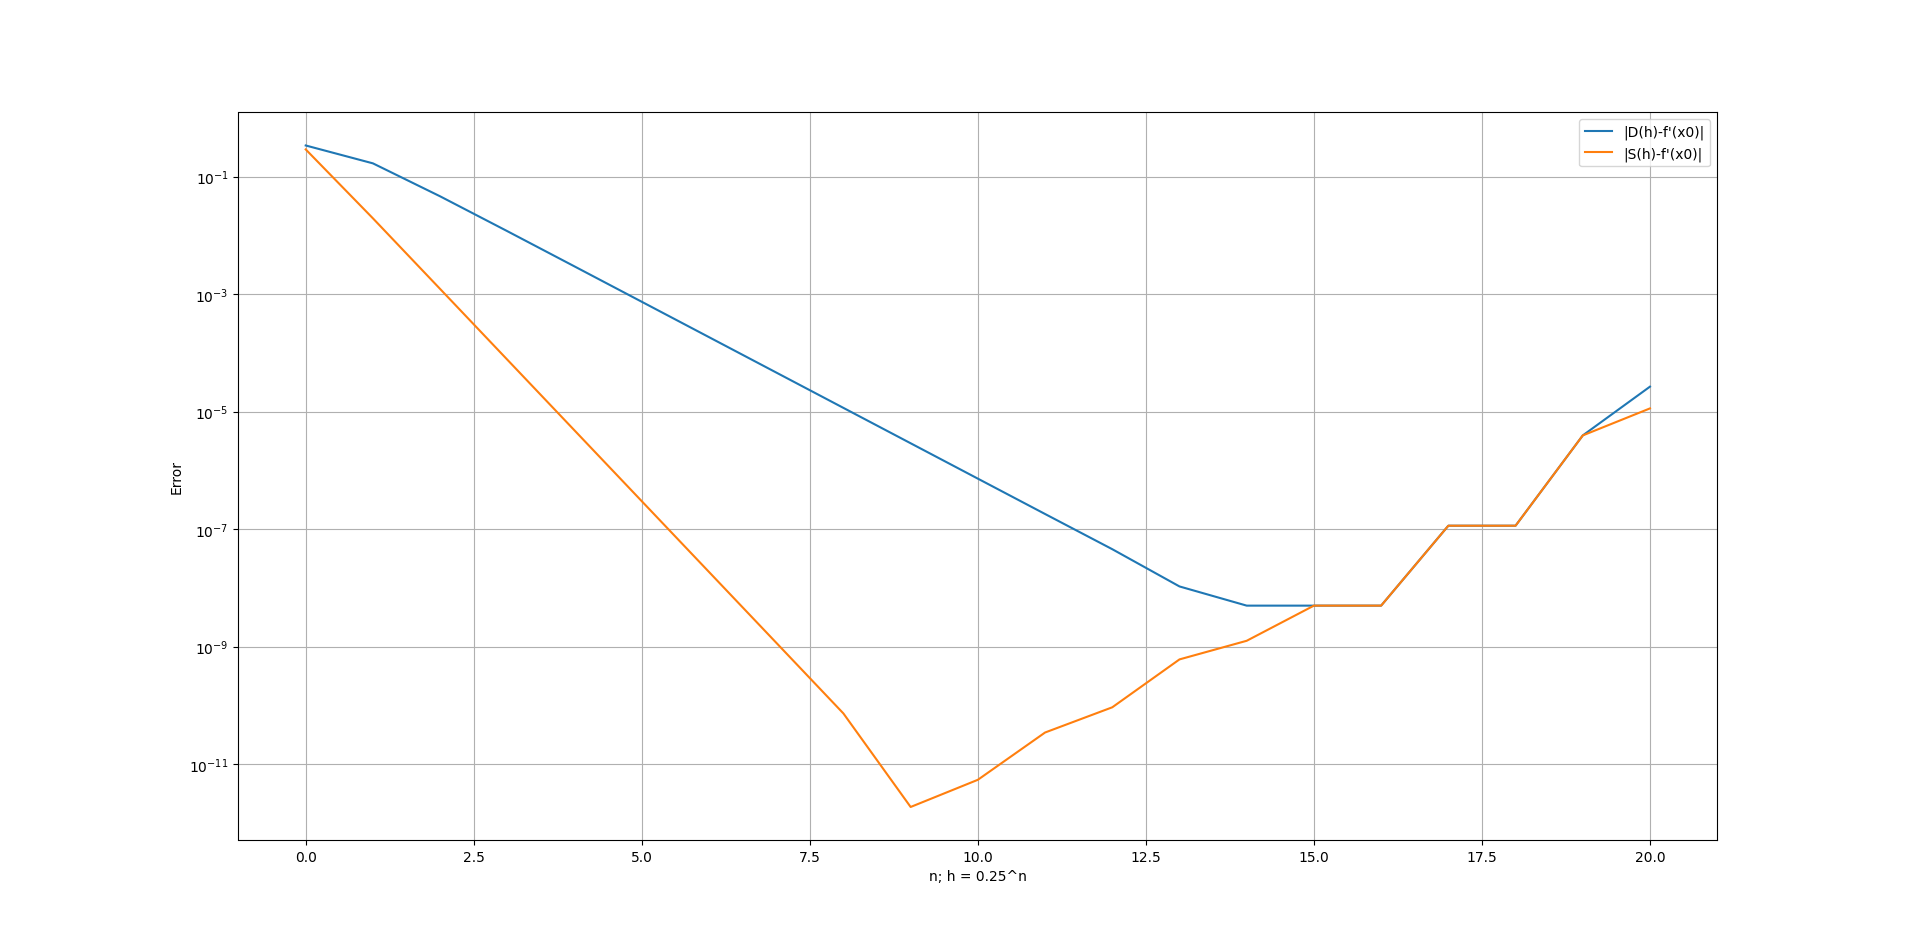 |D(h)-f'(x0)|
|S(h)-f'(x0)|
10⁻¹
10⁻³
10⁻⁵
10⁻⁷
10⁻⁹
10⁻¹¹
Error
0.0 2.5 5.0 7.5 10.0 12.5 15.0 17.5 20.0
n; h = 0.25^n